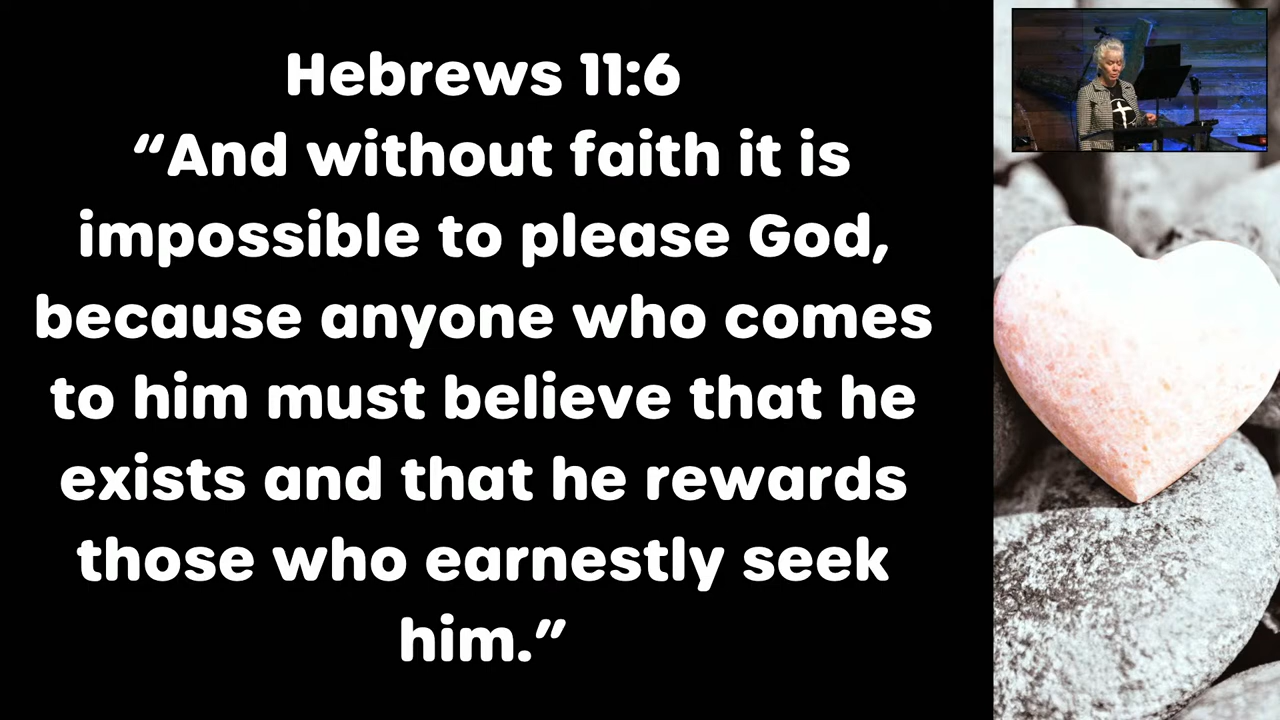 Hebrews 11:6
“And without faith it is
impossible to please God,
because anyone who comes
to him must believe that he
exists and that he rewards
those who earnestly seek
him.”